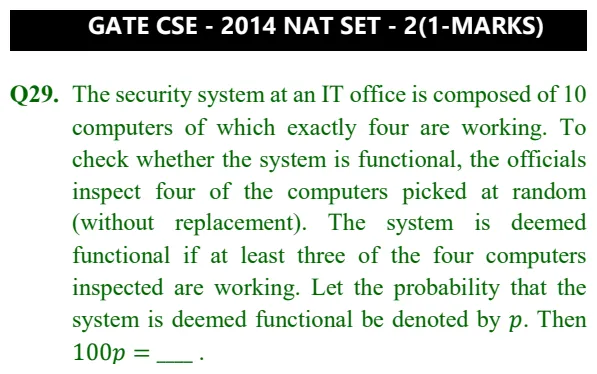 GATE CSE - 2014 NAT SET - 2(1-MARKS)
Q29. The security system at an IT office is composed of 10
computers of which exactly four are working. To
check whether the system is functional, the officials
inspect four of the computers picked at random
(without replacement). The system is deemed
functional if at least three of the four computers
inspected are working. Let the probability that the
system is deemed functional be denoted by p. Then
100p = ____ .